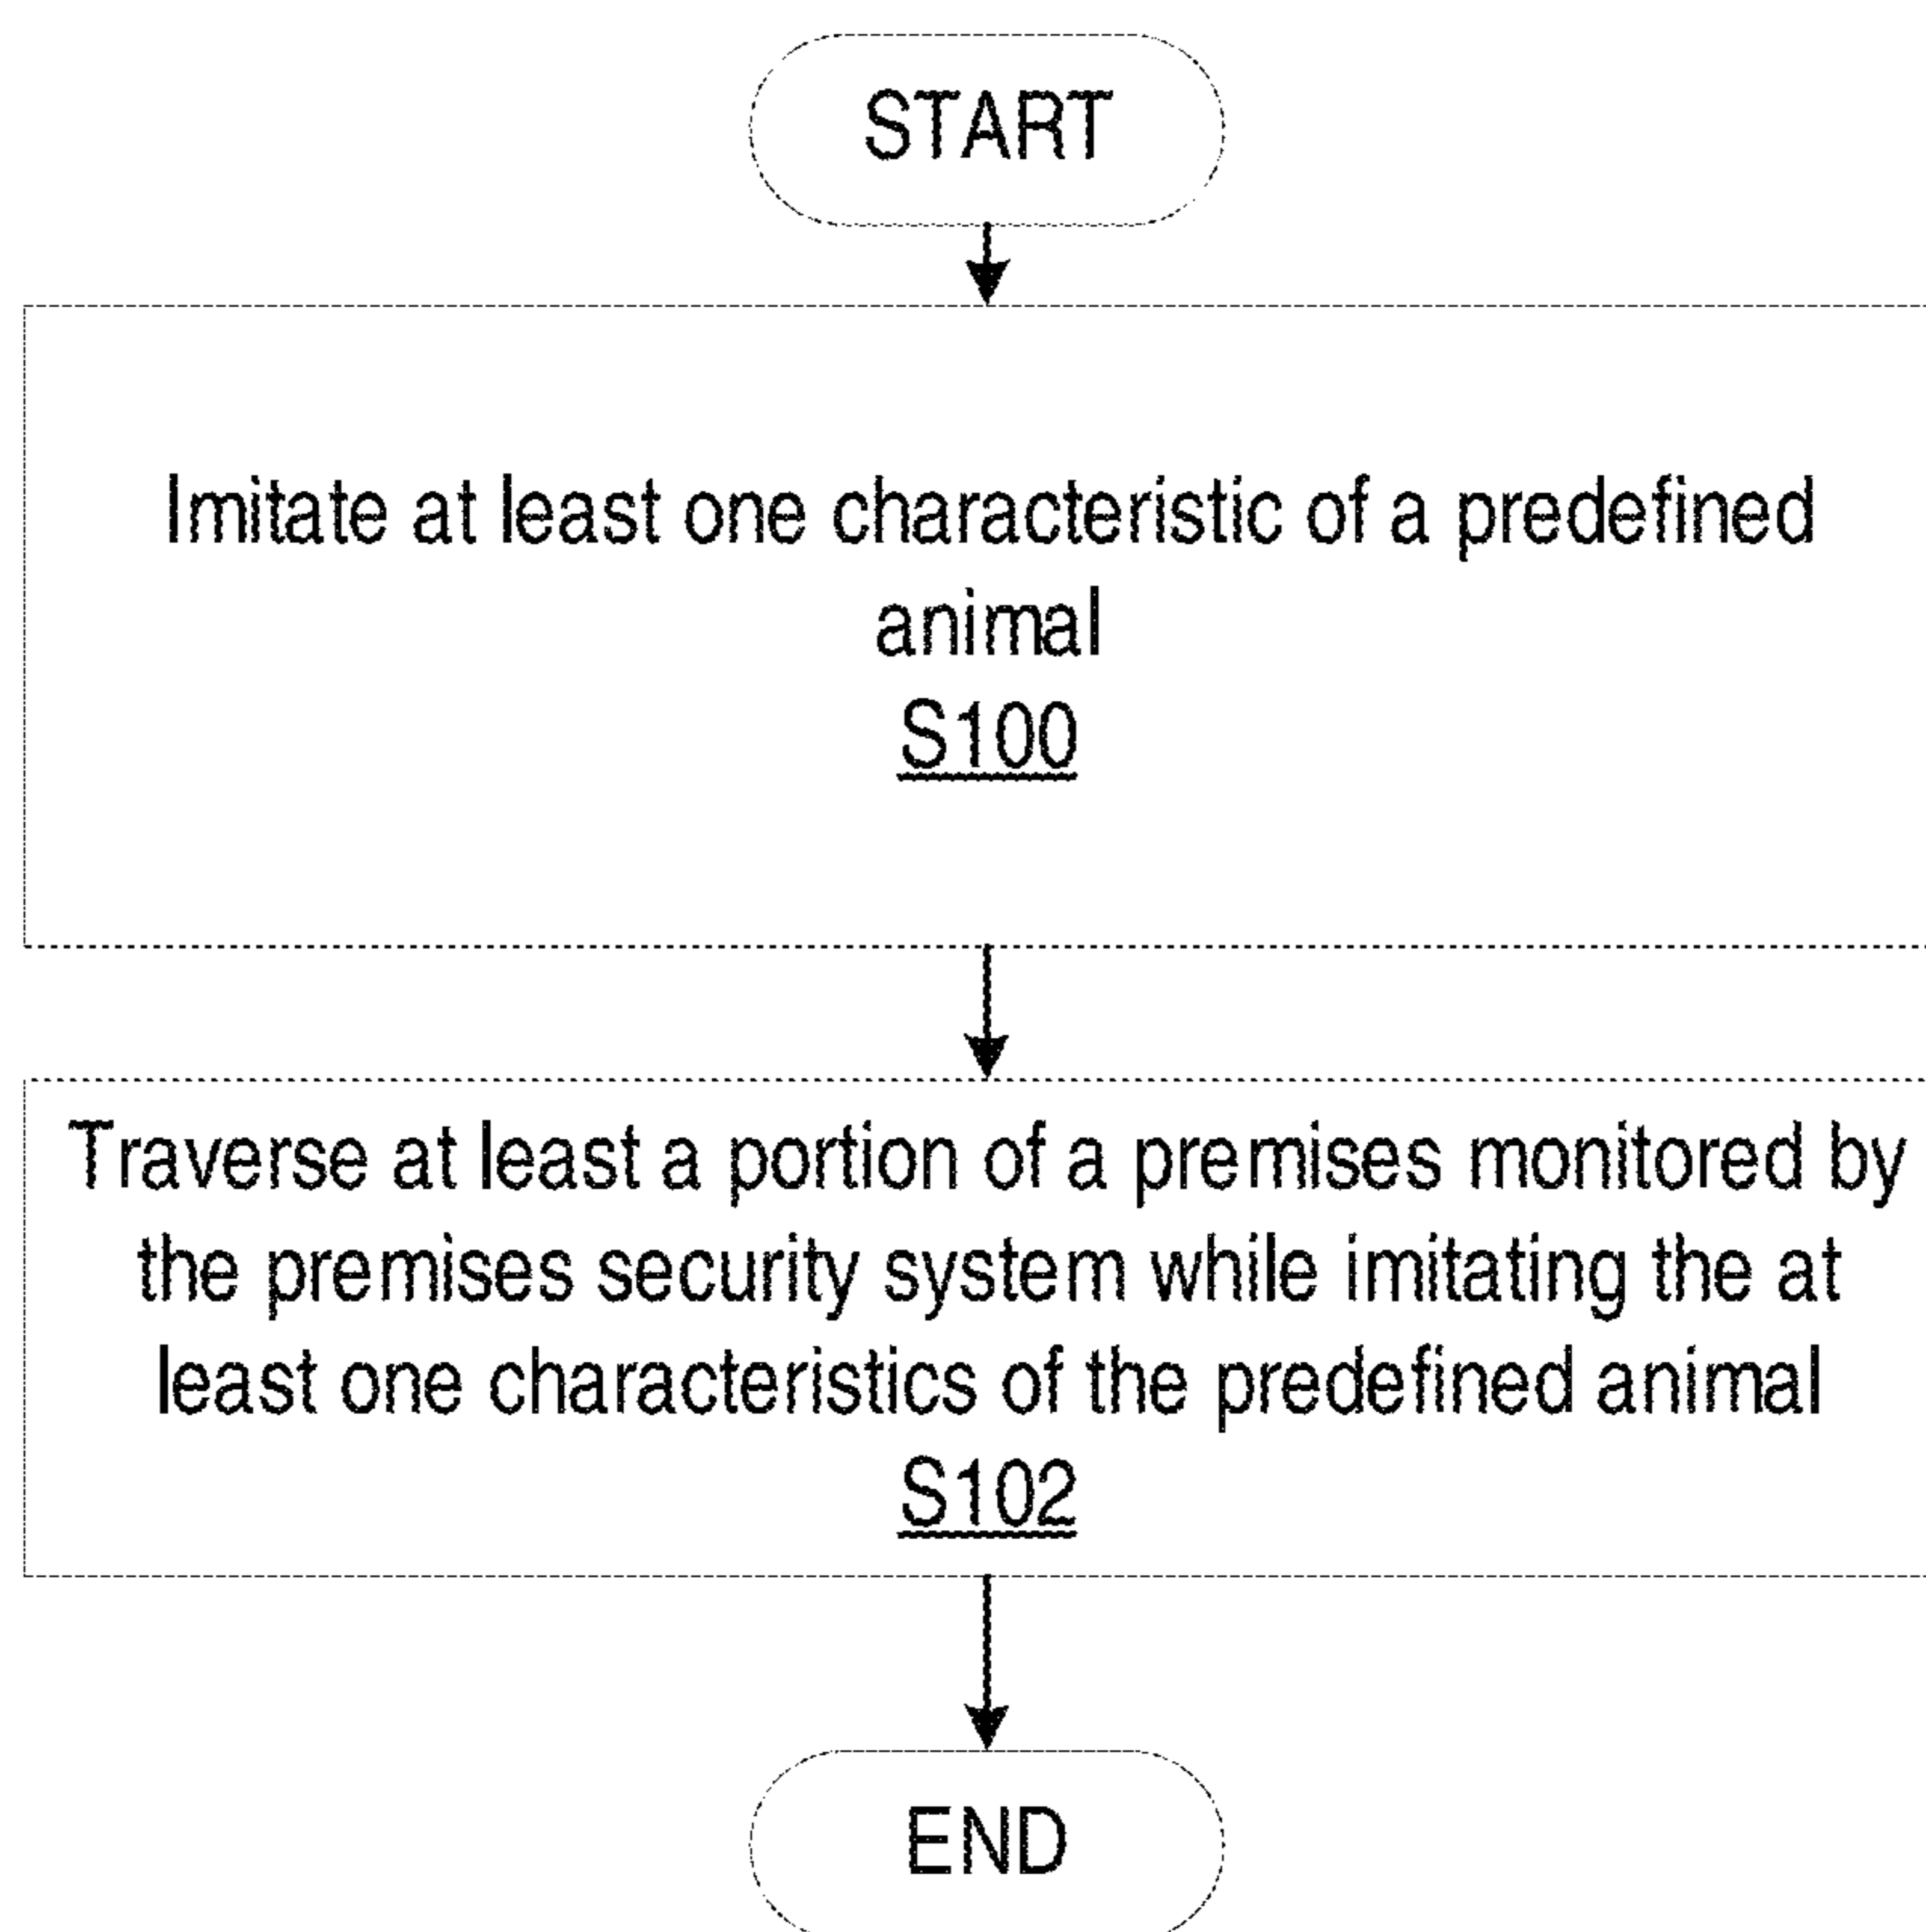 START
Imitate at least one characteristic of a predefined
animal
S100
Traverse at least a portion of a premises monitored by
the premises security system while imitating the at
least one characteristics of the predefined animal
S102
END